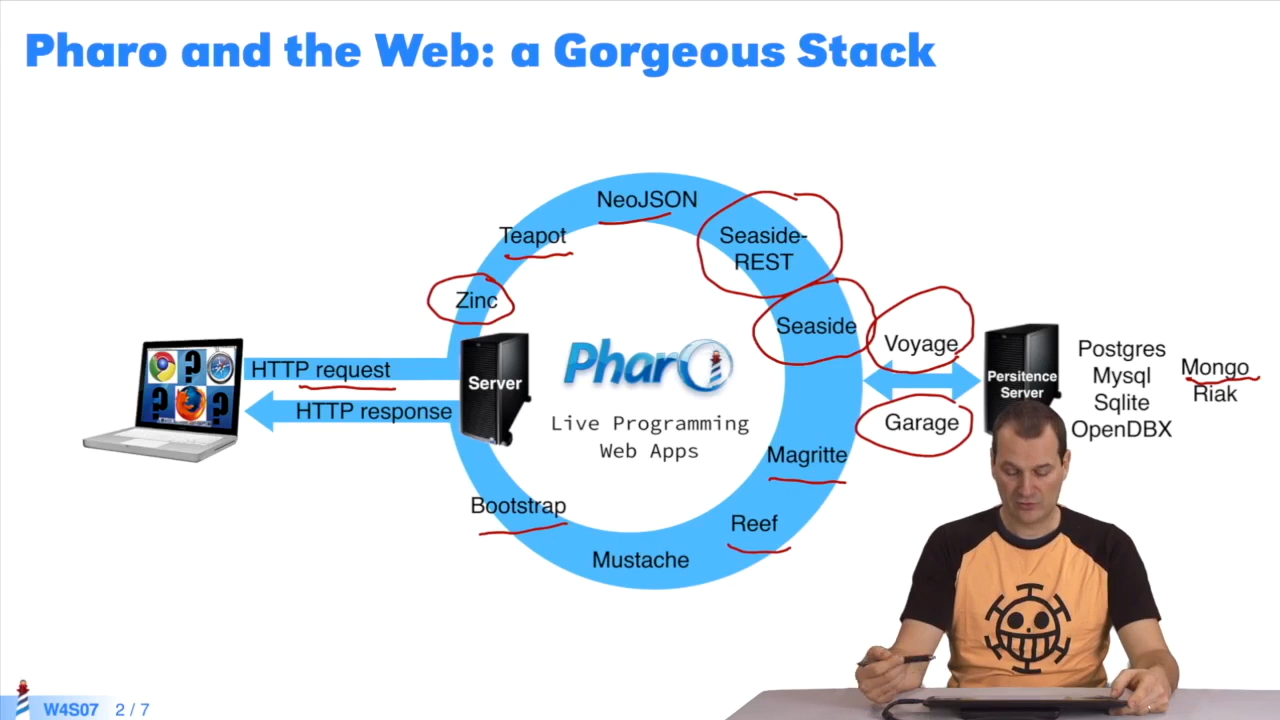 Pharo and the Web: a Gorgeous Stack
NeoJSON
Teapot
Seaside-
REST
Zinc
Seaside
Voyage
HTTP request
HTTP response
Server
Pharo
Live Programming
Web Apps
Persitence
Server
Postgres
Mysql
Sqlite
OpenDBX
Mongo
Riak
Garage
Magritte
Bootstrap
Reef
Mustache
?
?
?
W4S07 2 / 7